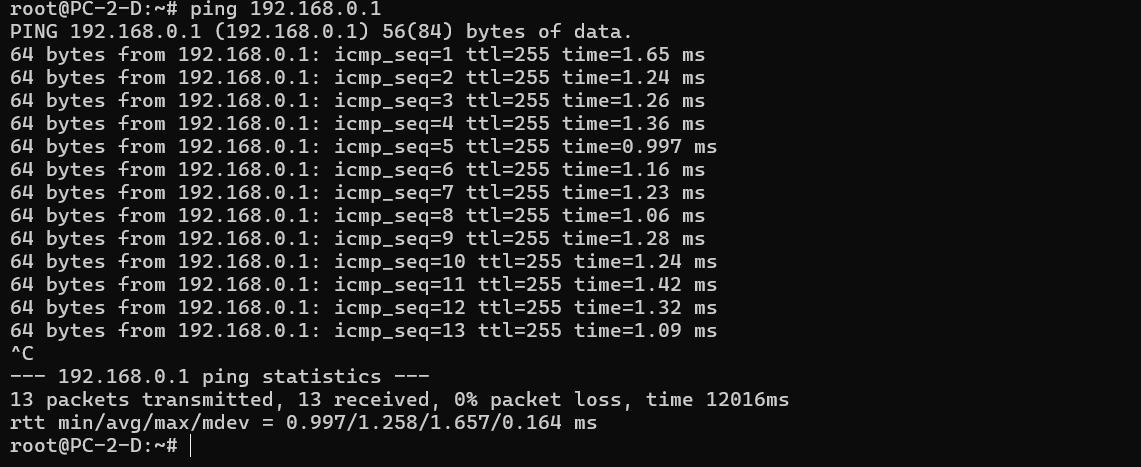 root@PC-2-D:~# ping 192.168.0.1
PING 192.168.0.1 (192.168.0.1) 56(84) bytes of data.
64 bytes from 192.168.0.1: icmp_seq=1 ttl=255 time=1.65 ms
64 bytes from 192.168.0.1: icmp_seq=2 ttl=255 time=1.24 ms
64 bytes from 192.168.0.1: icmp_seq=3 ttl=255 time=1.26 ms
64 bytes from 192.168.0.1: icmp_seq=4 ttl=255 time=1.36 ms
64 bytes from 192.168.0.1: icmp_seq=5 ttl=255 time=0.997 ms
64 bytes from 192.168.0.1: icmp_seq=6 ttl=255 time=1.16 ms
64 bytes from 192.168.0.1: icmp_seq=7 ttl=255 time=1.23 ms
64 bytes from 192.168.0.1: icmp_seq=8 ttl=255 time=1.06 ms
64 bytes from 192.168.0.1: icmp_seq=9 ttl=255 time=1.28 ms
64 bytes from 192.168.0.1: icmp_seq=10 ttl=255 time=1.24 ms
64 bytes from 192.168.0.1: icmp_seq=11 ttl=255 time=1.42 ms
64 bytes from 192.168.0.1: icmp_seq=12 ttl=255 time=1.32 ms
64 bytes from 192.168.0.1: icmp_seq=13 ttl=255 time=1.09 ms
^C
--- 192.168.0.1 ping statistics ---
13 packets transmitted, 13 received, 0% packet loss, time 12016ms
rtt min/avg/max/mdev = 0.997/1.258/1.657/0.164 ms
root@PC-2-D:~#